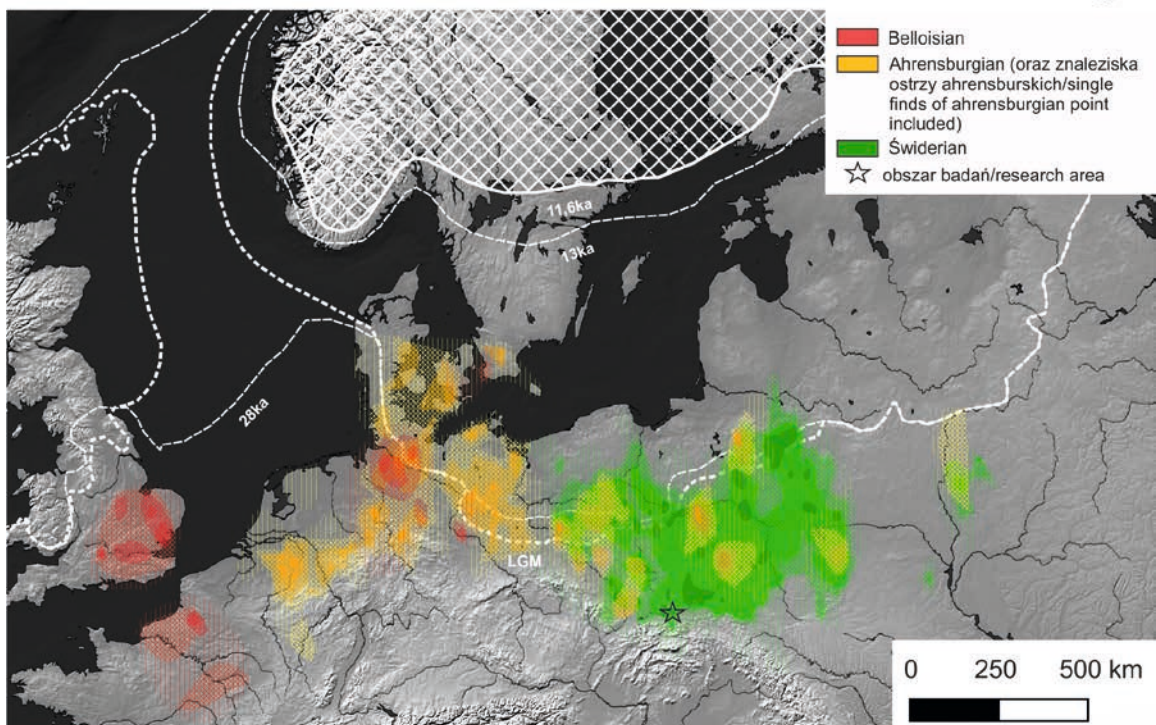 Belloisian
Ahrensburgian (oraz znaleziska
ostrzy ahrensburskich/single
finds of ahrensburgian point
included)
Świderian
obszar badań/research area
11,6ka
13ka
28ka
LGM
0 250 500 km